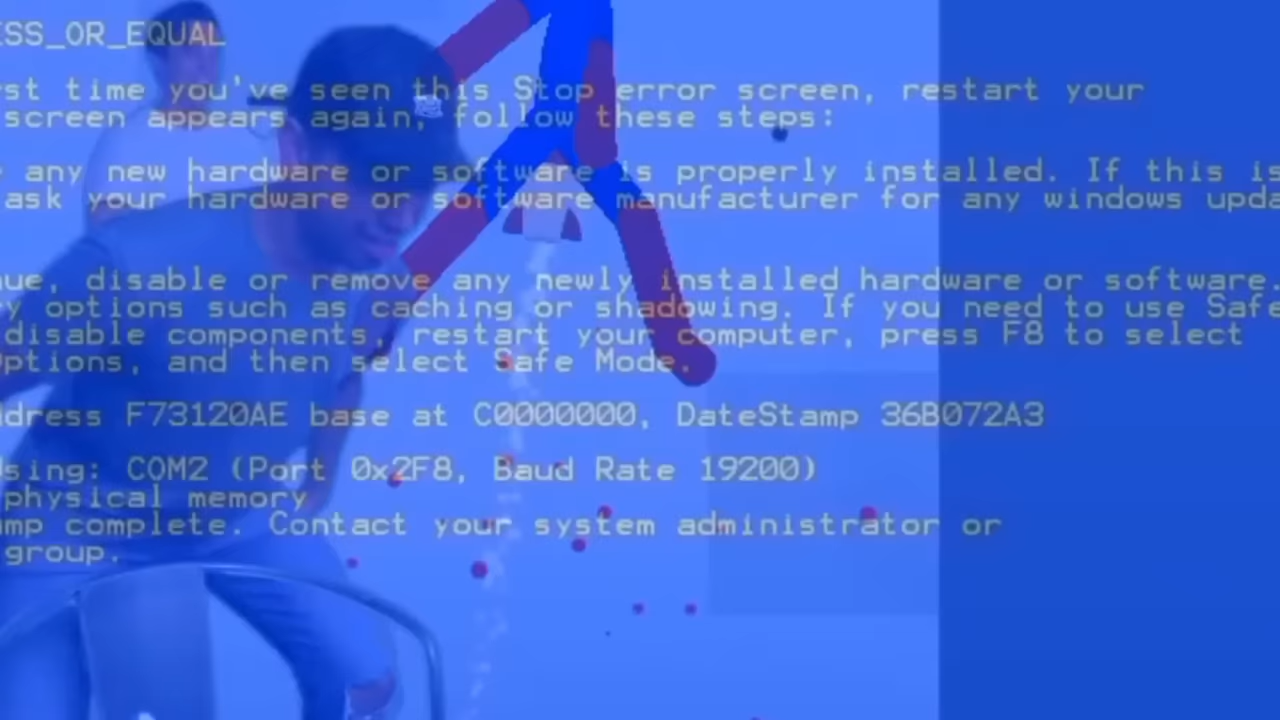 SS_OR_EQUAL
st time you've seen this Stop error screen, restart your
screen appears again, follow these steps:
any new hardware or software is properly installed. If this is
ask your hardware or software manufacturer for any windows upda
ue, disable or remove any newly installed hardware or software.
y options such as caching or shadowing. If you need to use Safe
disable components, restart your computer, press F8 to select
ptions, and then select Safe Mode.
dress F73120AE base at C0000000, DateStamp 36B072A3
sing: COM2 (Port 0x2F8, Baud Rate 19200)
physical memory
mp complete. Contact your system administrator or
group.